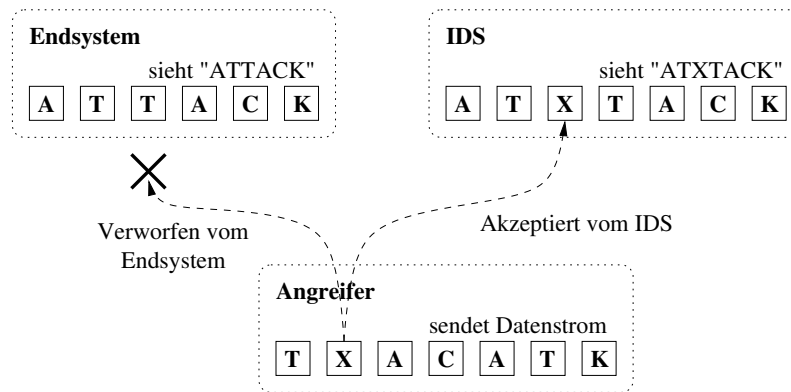 Endsystem
sieht "ATTACK"
A T T A C K
IDS
sieht "ATXTACK"
A T X T A C K
Verworfen vom
Endsystem
Akzeptiert vom IDS
Angreifer
sendet Datenstrom
T X A C A T K